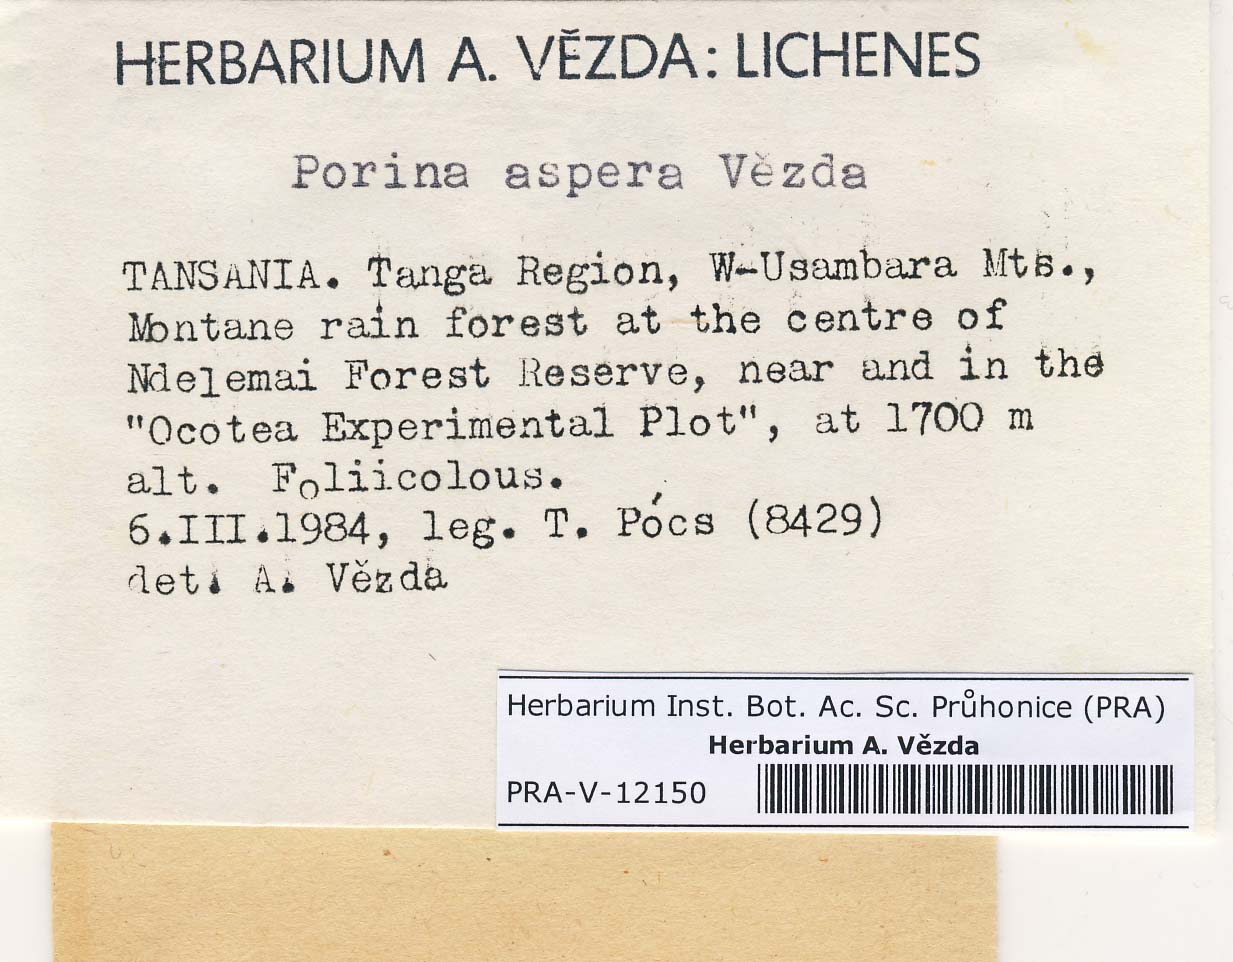 HERBARIUM A. VĚZDA: LICHENES
Porina aspera Vězda
TANSANIA. Tanga Region, W-Usambara Mts.,
Montane rain forest at the centre of
Ndelemai Forest Reserve, near and in the
"Ocotea Experimental Plot", at 1700 m
alt. Foliicolous.
6.III.1984, leg. T. Pócs (8429)
det. A. Vězda
Herbarium Inst. Bot. Ac. Sc. Průhonice (PRA)
Herbarium A. Vězda
PRA-V-12150